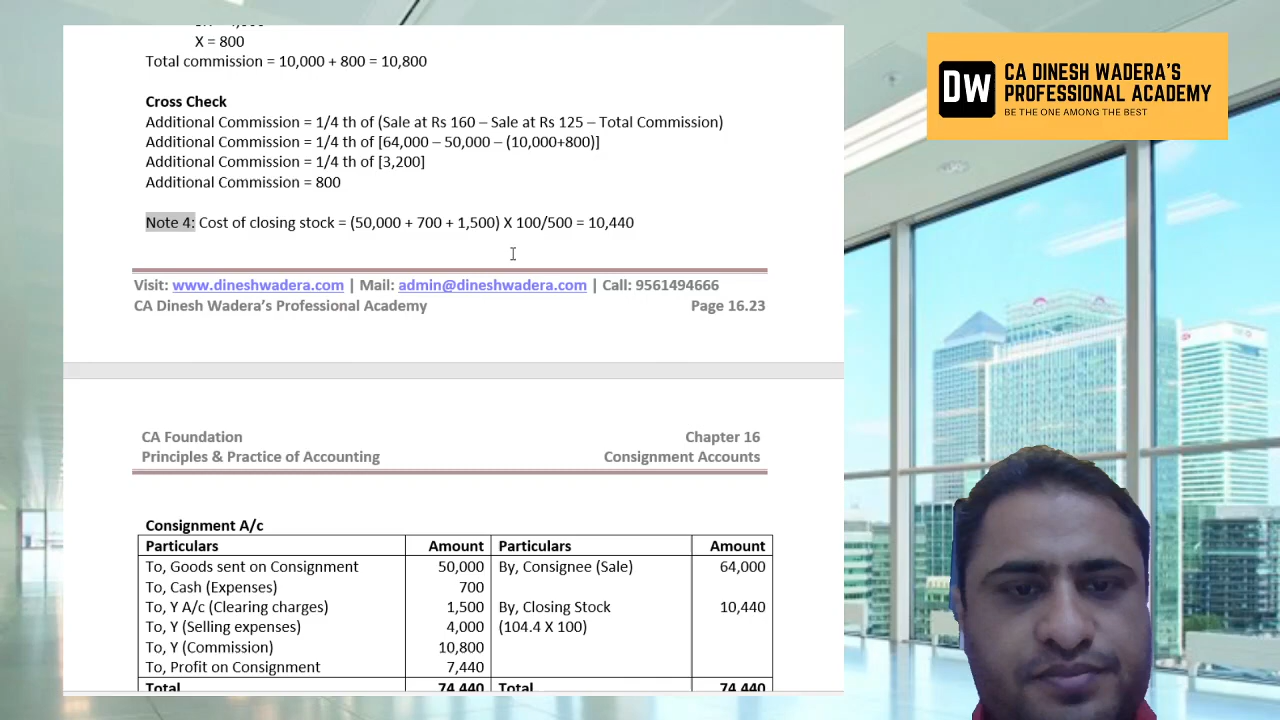 X = 800
Total commission = 10,000 + 800 = 10,800
Cross Check
Additional Commission = 1/4 th of (Sale at Rs 160 – Sale at Rs 125 – Total Commission)
Additional Commission = 1/4 th of [64,000 – 50,000 – (10,000+800)]
Additional Commission = 1/4 th of [3,200]
Additional Commission = 800
Note 4: Cost of closing stock = (50,000 + 700 + 1,500) X 100/500 = 10,440
Visit: www.dineshwadera.com | Mail: admin@dineshwadera.com | Call: 9561494666
CA Dinesh Wadera’s Professional Academy Page 16.23
CA Foundation Chapter 16
Principles & Practice of Accounting Consignment Accounts
Consignment A/c
Particulars Amount Particulars Amount
To, Goods sent on Consignment 50,000 By, Consignee (Sale) 64,000
To, Cash (Expenses) 700
To, Y A/c (Clearing charges) 1,500 By, Closing Stock 10,440
To, Y (Selling expenses) 4,000 (104.4 X 100)
To, Y (Commission) 10,800
To, Profit on Consignment 7,440
Total 74,440 Total 74,440
DW
CA DINESH WADERA'S
PROFESSIONAL ACADEMY
BE THE ONE AMONG THE BEST